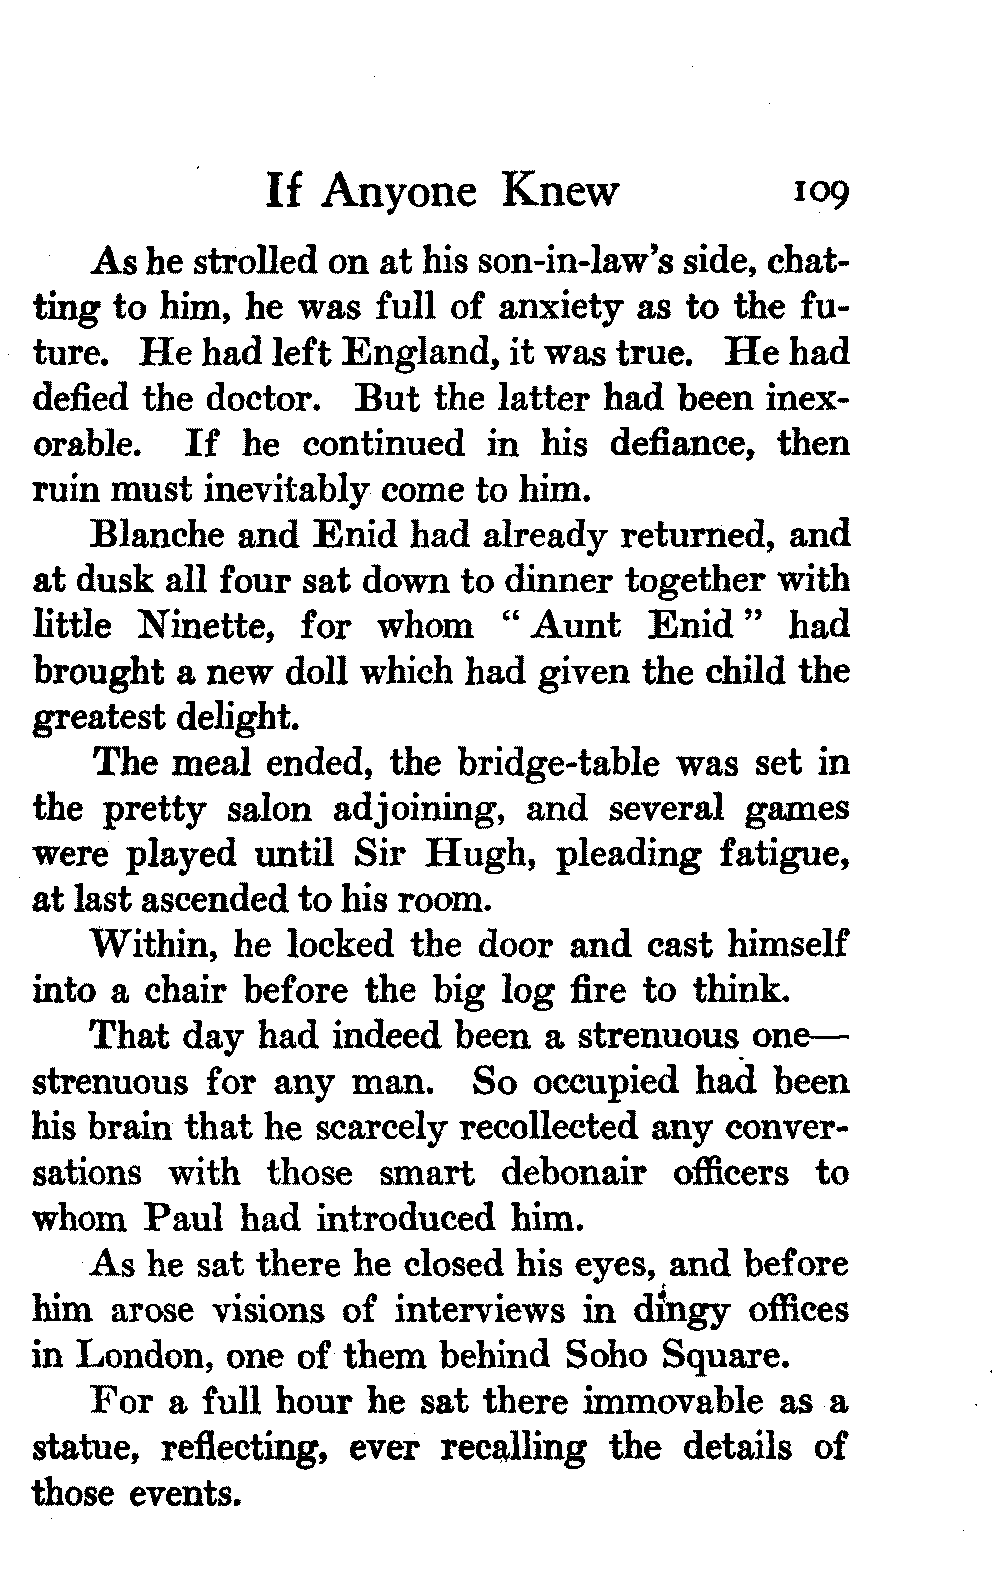 If Anyone Knew 109
As he strolled on at his son-in-law's side, chat-
ting to him, he was full of anxiety as to the fu-
ture. He had left England, it was true. He had
defied the doctor. But the latter had been inex-
orable. If he continued in his defiance, then
ruin must inevitably come to him.
Blanche and Enid had already returned, and
at dusk all four sat down to dinner together with
little Ninette, for whom "Aunt Enid" had
brought a new doll which had given the child the
greatest delight.
The meal ended, the bridge-table was set in
the pretty salon adjoining, and several games
were played until Sir Hugh, pleading fatigue,
at last ascended to his room.
Within, he locked the door and cast himself
into a chair before the big log fire to think.
That day had indeed been a strenuous one—
strenuous for any man. So occupied had been
his brain that he scarcely recollected any conver-
sations with those smart debonair officers to
whom Paul had introduced him.
As he sat there he closed his eyes, and before
him arose visions of interviews in dingy offices
in London, one of them behind Soho Square.
For a full hour he sat there immovable as a
statue, reflecting, ever recalling the details of
those events.